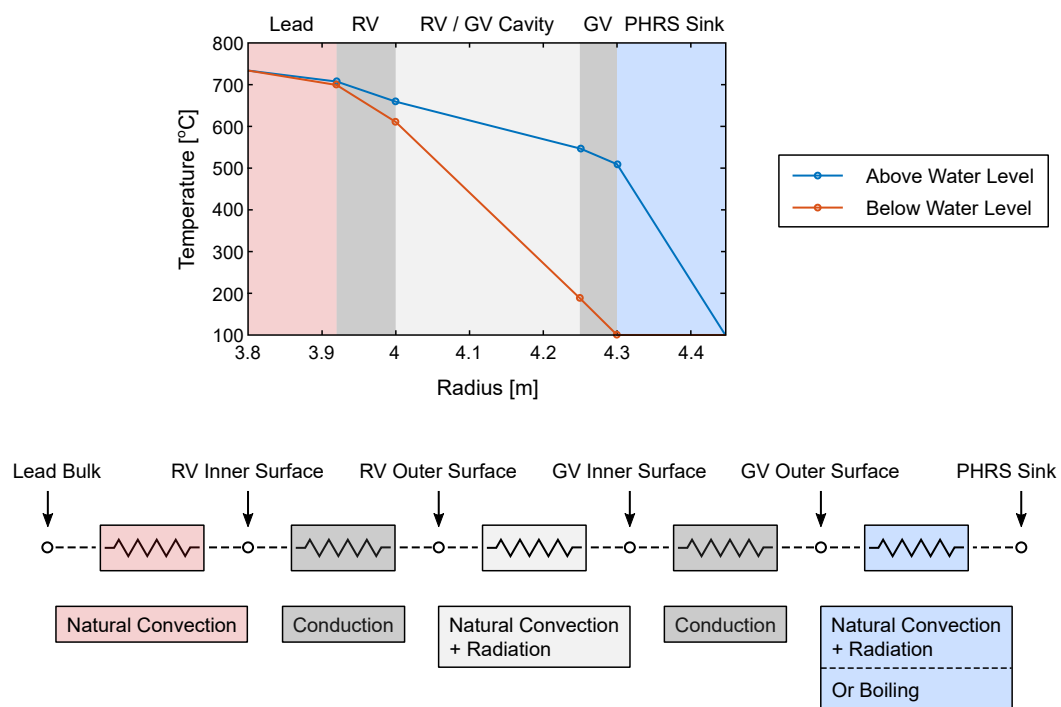 Lead RV RV / GV Cavity GV PHRS Sink
800
700
600
500
400
300
200
100
Temperature [°C]
3.8 3.9 4 4.1 4.2 4.3 4.4
Radius [m]
Above Water Level
Below Water Level
Lead Bulk RV Inner Surface RV Outer Surface GV Inner Surface GV Outer Surface PHRS Sink
Natural Convection
Conduction
Natural Convection
+ Radiation
Conduction
Natural Convection
+ Radiation
Or Boiling